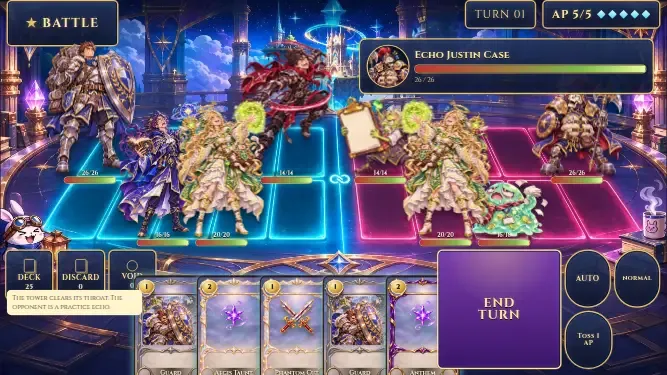 ★ BATTLE
TURN 01
AP 5/5
ECHO JUSTIN CASE
26/26
26/26
14/14
14/14
26/26
16/16
20/20
20/20
DECK
25
DISCARD
0
VOID
THE TOWER CLEARS ITS THROAT: THE
OPPONENT IS A PRACTICE ECHO.
1
GUARD
2
AEGIS TAUNT
1
PHANTOM CUT
1
GUARD
2
ANTHEM
END
TURN
AUTO
NORMAL
TOSS 1
AP